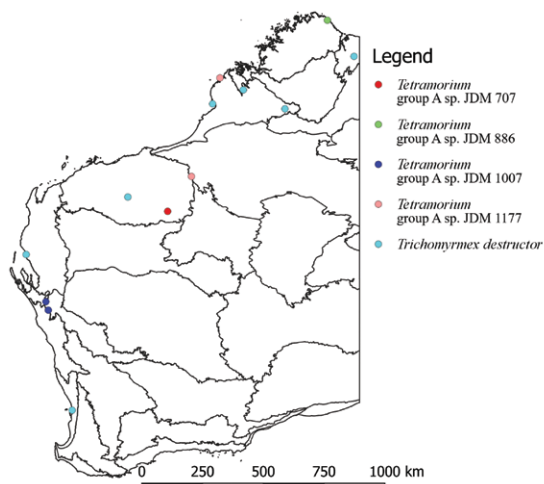 Legend
Tetramorium
group A sp. JDM 707
Tetramorium
group A sp. JDM 886
Tetramorium
group A sp. JDM 1007
Tetramorium
group A sp. JDM 1177
Trichomyrmex destructor
0 250 500 750 1000 km